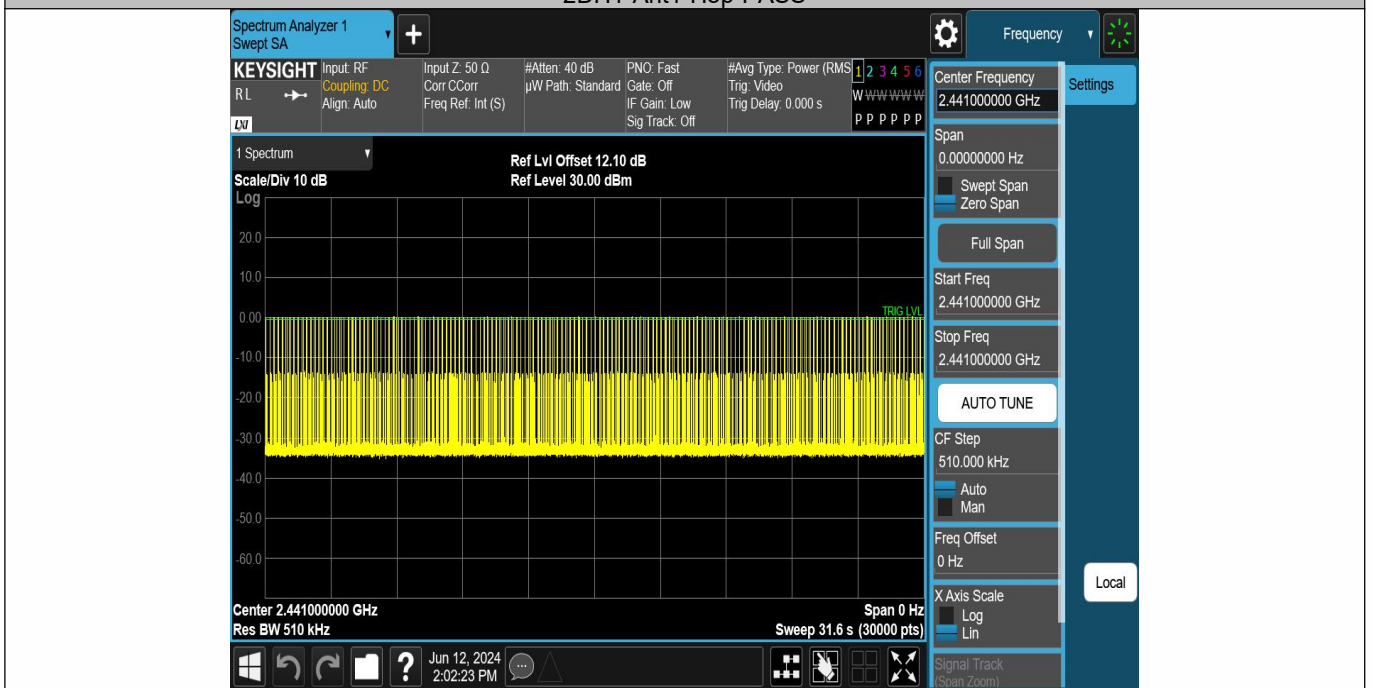 Spectrum Analyzer 1
Swept SA
Frequency
KEYSIGHT
RL
LXI
Input: RF
Coupling: DC
Align: Auto
Input Z: 50 Ω
Corr CCorr
Freq Ref: Int (S)
#Atten: 40 dB
µW Path: Standard
PNO: Fast
Gate: Off
IF Gain: Low
Sig Track: Off
#Avg Type: Power (RMS
Trig: Video
Trig Delay: 0.000 s
1 2 3 4 5 6
W W W W W W
P P P P P P
1 Spectrum
Scale/Div 10 dB
Ref Lvl Offset 12.10 dB
Ref Level 30.00 dBm
Log
20.0
10.0
0.00
-10.0
-20.0
-30.0
-40.0
-50.0
-60.0
TRIG LVL
Center 2.441000000 GHz
Res BW 510 kHz
Span 0 Hz
Sweep 31.6 s (30000 pts)
Jun 12, 2024
2:02:23 PM
Center Frequency
2.441000000 GHz
Settings
Span
0.00000000 Hz
Swept Span
Zero Span
Full Span
Start Freq
2.441000000 GHz
Stop Freq
2.441000000 GHz
AUTO TUNE
CF Step
510.000 kHz
Auto
Man
Freq Offset
0 Hz
X Axis Scale
Log
Lin
Local
Signal Track
(Span Zoom)